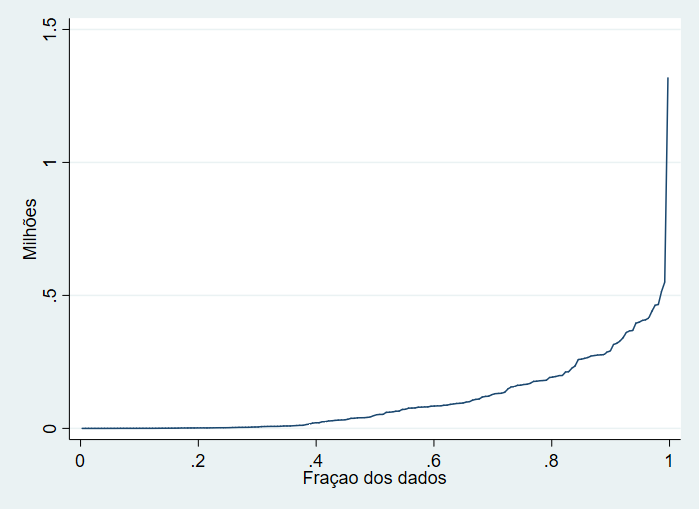 1.5
1
.5
0
Milhões
0 .2 .4 .6 .8 1
Fraçao dos dados